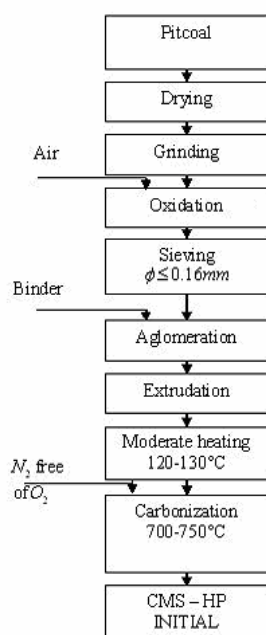 Pitcoal
Drying
Grinding
Air
Oxidation
Sieving
ϕ≤0.16mm
Binder
Aglomeration
Extrudation
Moderate heating
120-130°C
N₂ free
of O₂
Carbonization
700-750°C
CMS – HP
INITIAL